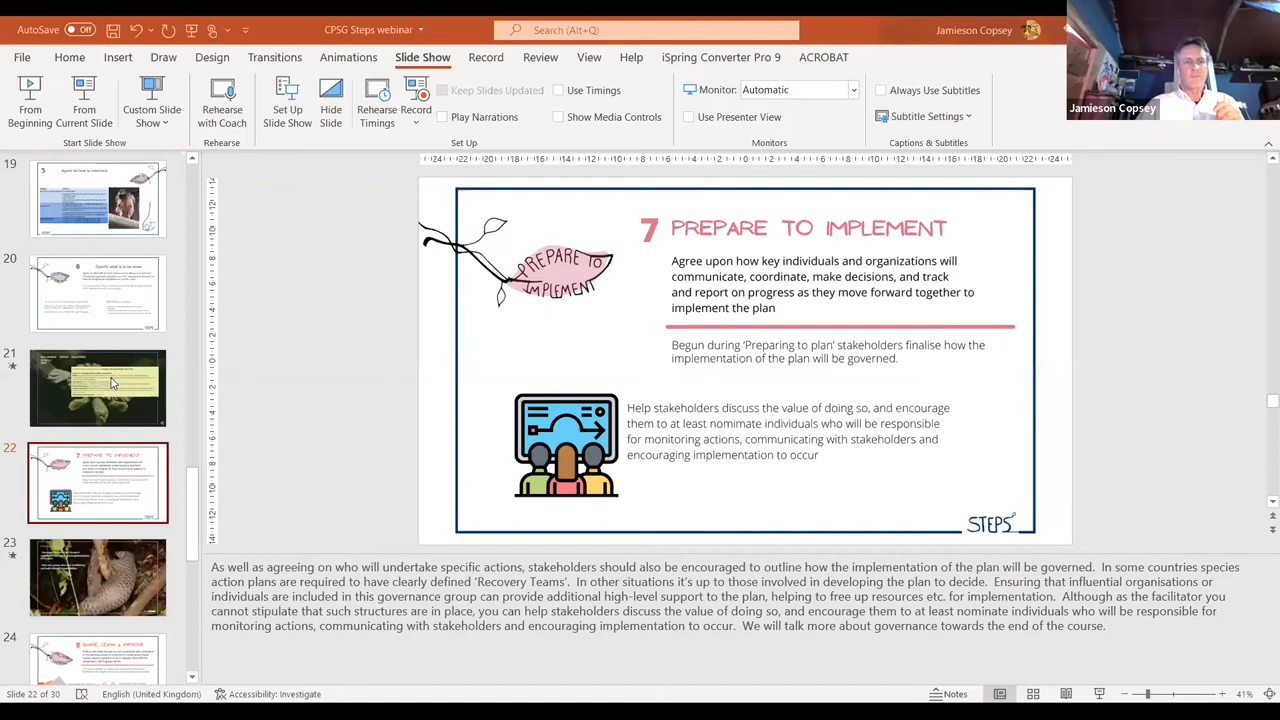 AutoSave Off CPSG Steps webinar Search (Alt+Q) Jamieson Copsey
File Home Insert Draw Design Transitions Animations Slide Show Record Review View Help iSpring Converter Pro 9 ACROBAT
From Beginning
From Current Slide
Custom Slide Show
Start Slide Show
Rehearse with Coach
Rehearse
Set Up Slide Show
Hide Slide
Rehearse Timings
Record
Keep Slides Updated
Play Narrations
Use Timings
Show Media Controls
Set Up
Monitor: Automatic
Use Presenter View
Monitors
Always Use Subtitles
Subtitle Settings
Captions & Subtitles
Jamieson Copsey
19
20
21
22
23
24
7 PREPARE TO IMPLEMENT
PREPARE TO
IMPLEMENT
Agree upon how key individuals and organizations will
communicate, coordinate, make decisions, and track
and report on progress as they move forward together to
implement the plan
Begun during 'Preparing to plan' stakeholders finalise how the
implementation of the plan will be governed.
Help stakeholders discuss the value of doing so, and encourage
them to at least nominate individuals who will be responsible
for monitoring actions, communicating with stakeholders and
encouraging implementation to occur
STEPS
As well as agreeing on who will undertake specific actions, stakeholders should also be encouraged to outline how the implementation of the plan will be governed. In some countries species
action plans are required to have clearly defined 'Recovery Teams'. In other situations it's up to those involved in developing the plan to decide. Ensuring that influential organisations or
individuals are included in this governance group can provide additional high-level support to the plan, helping to free up resources etc. for implementation. Although as the facilitator you
cannot stipulate that such structures are in place, you can help stakeholders discuss the value of doing so, and encourage them to at least nominate individuals who will be responsible for
monitoring actions, communicating with stakeholders and encouraging implementation to occur. We will talk more about governance towards the end of the course.
Slide 22 of 30 English (United Kingdom) Accessibility: Investigate Notes 41%